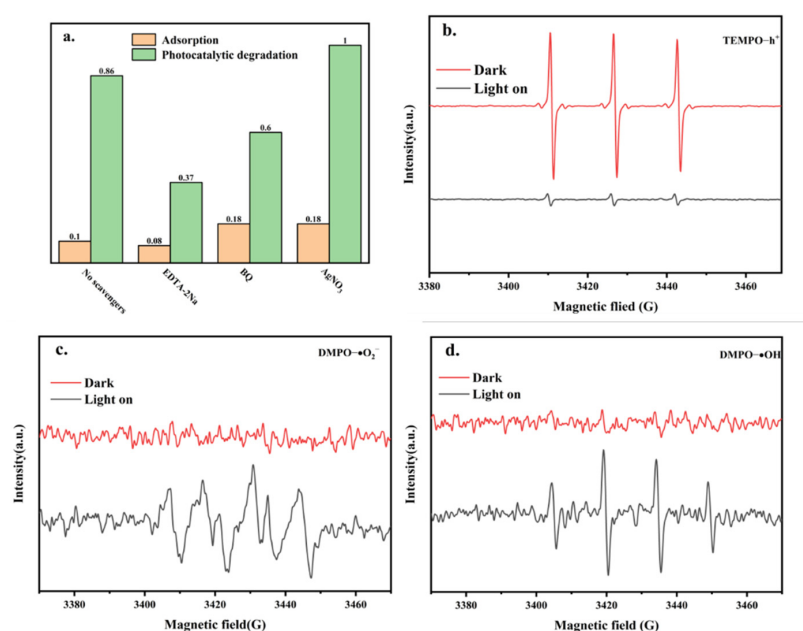 a.
Adsorption
Photocatalytic degradation
0.1
0.86
0.08
0.37
0.18
0.6
0.18
1
No scavengers
EDTA-2Na
BQ
AgNO₃
b.
TEMPO–h⁺
Dark
Light on
Intensity(a.u.)
3380 3400 3420 3440 3460
Magnetic flied (G)
c.
DMPO–•O₂⁻
Dark
Light on
Intensity(a.u.)
3380 3400 3420 3440 3460
Magnetic field(G)
d.
DMPO–•OH
Dark
Light on
Intensity(a.u.)
3380 3400 3420 3440 3460
Magnetic field(G)